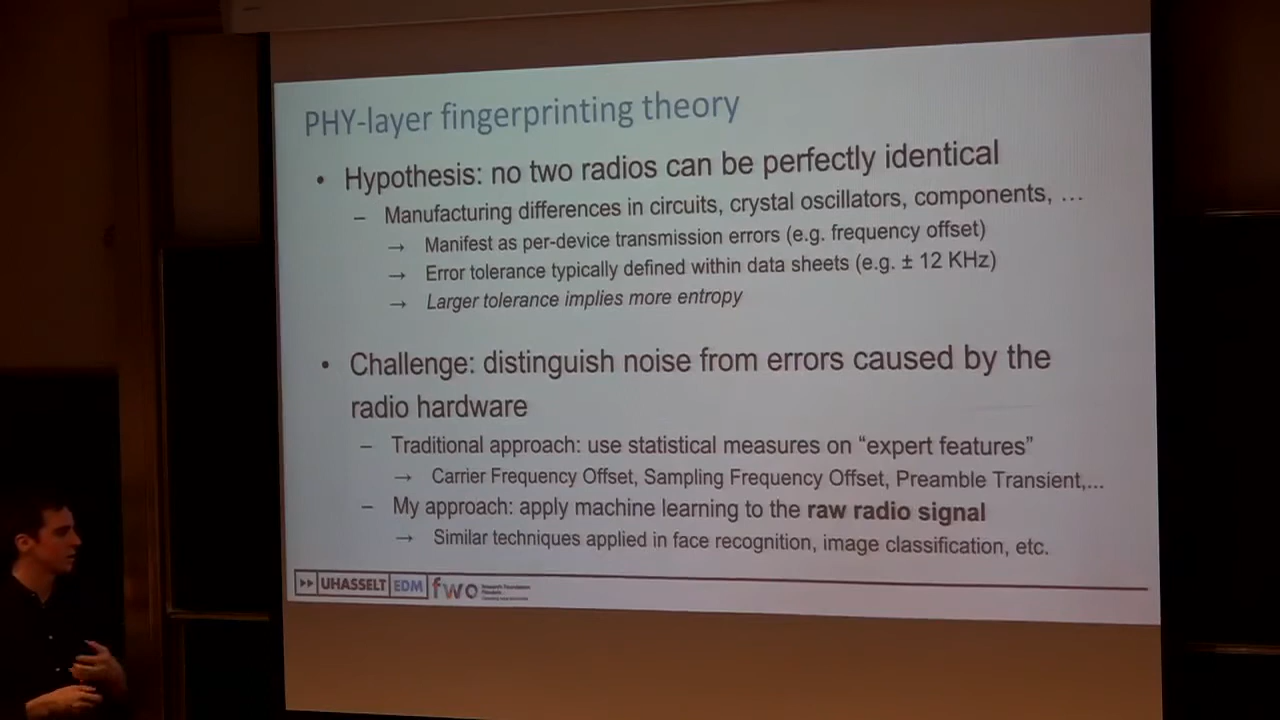 PHY-layer fingerprinting theory
• Hypothesis: no two radios can be perfectly identical
– Manufacturing differences in circuits, crystal oscillators, components, …
→ Manifest as per-device transmission errors (e.g. frequency offset)
→ Error tolerance typically defined within data sheets (e.g. ± 12 KHz)
→ Larger tolerance implies more entropy
• Challenge: distinguish noise from errors caused by the
radio hardware
– Traditional approach: use statistical measures on “expert features”
→ Carrier Frequency Offset, Sampling Frequency Offset, Preamble Transient,...
– My approach: apply machine learning to the raw radio signal
→ Similar techniques applied in face recognition, image classification, etc.
UHASSELT EDM fwo